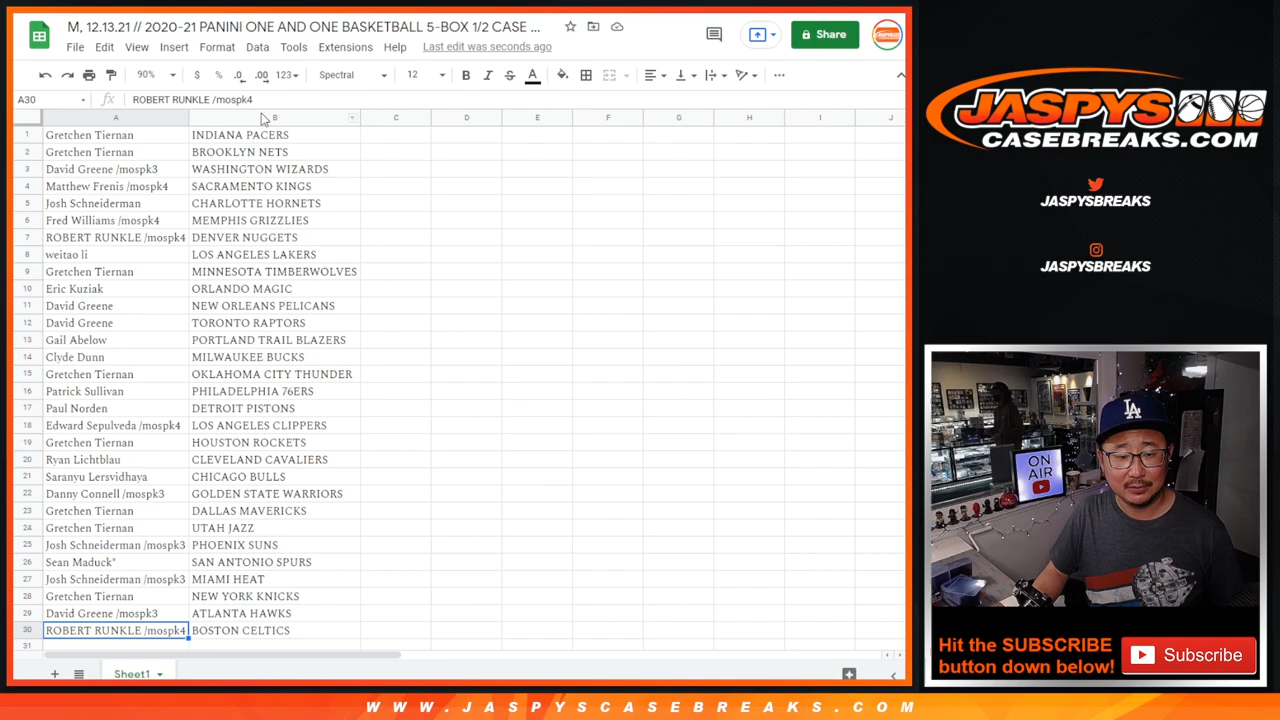 M, 12.13.21 // 2020-21 PANINI ONE AND ONE BASKETBALL 5-BOX 1/2 CASE ...
File Edit View Insert Format Data Tools Extensions Help Last edit was seconds ago
Share
90% $ % .0 .00 123 Spectral 12 B I S A
A30 fx ROBERT RUNKLE /mospk4
A B C D E F G H I J
1 Gretchen Tiernan INDIANA PACERS
2 Gretchen Tiernan BROOKLYN NETS
3 David Greene /mospk3 WASHINGTON WIZARDS
4 Matthew Frenis /mospk4 SACRAMENTO KINGS
5 Josh Schneiderman CHARLOTTE HORNETS
6 Fred Williams /mospk4 MEMPHIS GRIZZLIES
7 ROBERT RUNKLE /mospk4 DENVER NUGGETS
8 weitao li LOS ANGELES LAKERS
9 Gretchen Tiernan MINNESOTA TIMBERWOLVES
10 Eric Kuziak ORLANDO MAGIC
11 David Greene NEW ORLEANS PELICANS
12 David Greene TORONTO RAPTORS
13 Gail Abelow PORTLAND TRAIL BLAZERS
14 Clyde Dunn MILWAUKEE BUCKS
15 Gretchen Tiernan OKLAHOMA CITY THUNDER
16 Patrick Sullivan PHILADELPHIA 76ERS
17 Paul Norden DETROIT PISTONS
18 Edward Sepulveda /mospk4 LOS ANGELES CLIPPERS
19 Gretchen Tiernan HOUSTON ROCKETS
20 Ryan Lichtblau CLEVELAND CAVALIERS
21 Saranyu Lersvidhaya CHICAGO BULLS
22 Danny Connell /mospk3 GOLDEN STATE WARRIORS
23 Gretchen Tiernan DALLAS MAVERICKS
24 Gretchen Tiernan UTAH JAZZ
25 Josh Schneiderman /mospk3 PHOENIX SUNS
26 Sean Maduck* SAN ANTONIO SPURS
27 Josh Schneiderman /mospk3 MIAMI HEAT
28 Gretchen Tiernan NEW YORK KNICKS
29 David Greene /mospk3 ATLANTA HAWKS
30 ROBERT RUNKLE /mospk4 BOSTON CELTICS
31
Sheet1
JASPYS
CASEBREAKS.COM
JASPYSBREAKS
JASPYSBREAKS
LA
ON
AIR
Hit the SUBSCRIBE
button down below!
Subscribe
WWW.JASPYSCASEBREAKS.COM